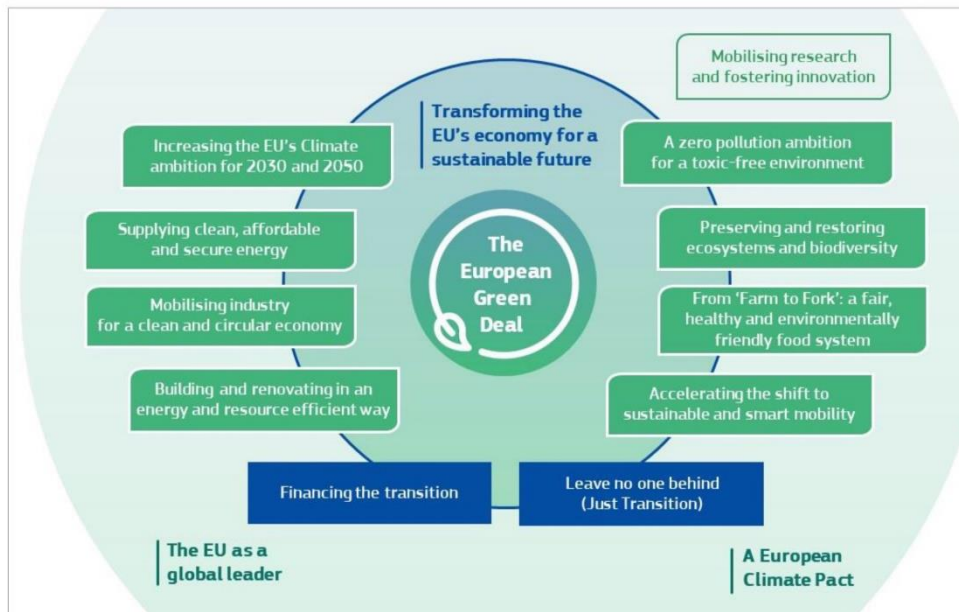 Mobilising research
and fostering innovation
Transforming the
EU's economy for a
sustainable future
Increasing the EU's Climate
ambition for 2030 and 2050
A zero pollution ambition
for a toxic-free environment
Supplying clean, affordable
and secure energy
Preserving and restoring
ecosystems and biodiversity
The
European
Green
Deal
Mobilising industry
for a clean and circular economy
From ‘Farm to Fork’: a fair,
healthy and environmentally
friendly food system
Building and renovating in an
energy and resource efficient way
Accelerating the shift to
sustainable and smart mobility
Financing the transition
Leave no one behind
(Just Transition)
The EU as a
global leader
A European
Climate Pact